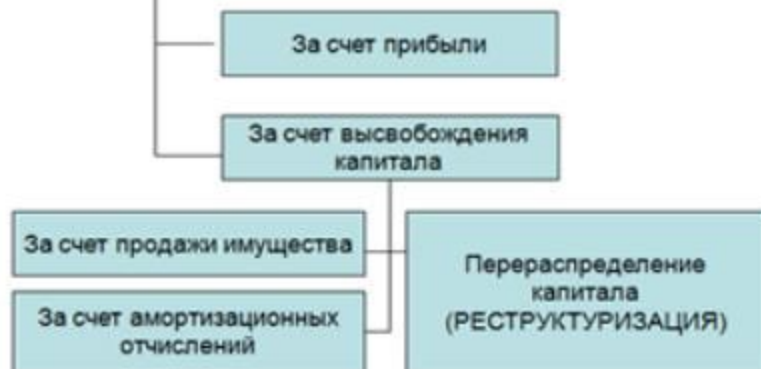 За счет прибыли
За счет высвобождения
капитала
За счет продажи имущества
За счет амортизационных
отчислений
Перераспределение
капитала
(РЕСТРУКТУРИЗАЦИЯ)